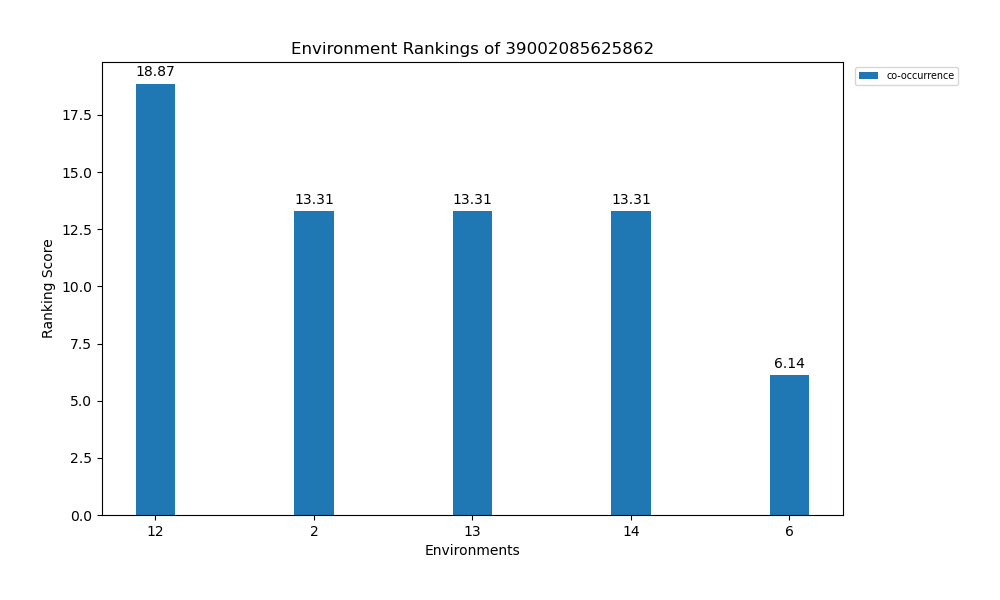 Environment Rankings of 39002085625862
co-occurrence
18.87
13.31
13.31
13.31
6.14
17.5
15.0
12.5
10.0
7.5
5.0
2.5
0.0
Ranking Score
12 2 13 14 6
Environments